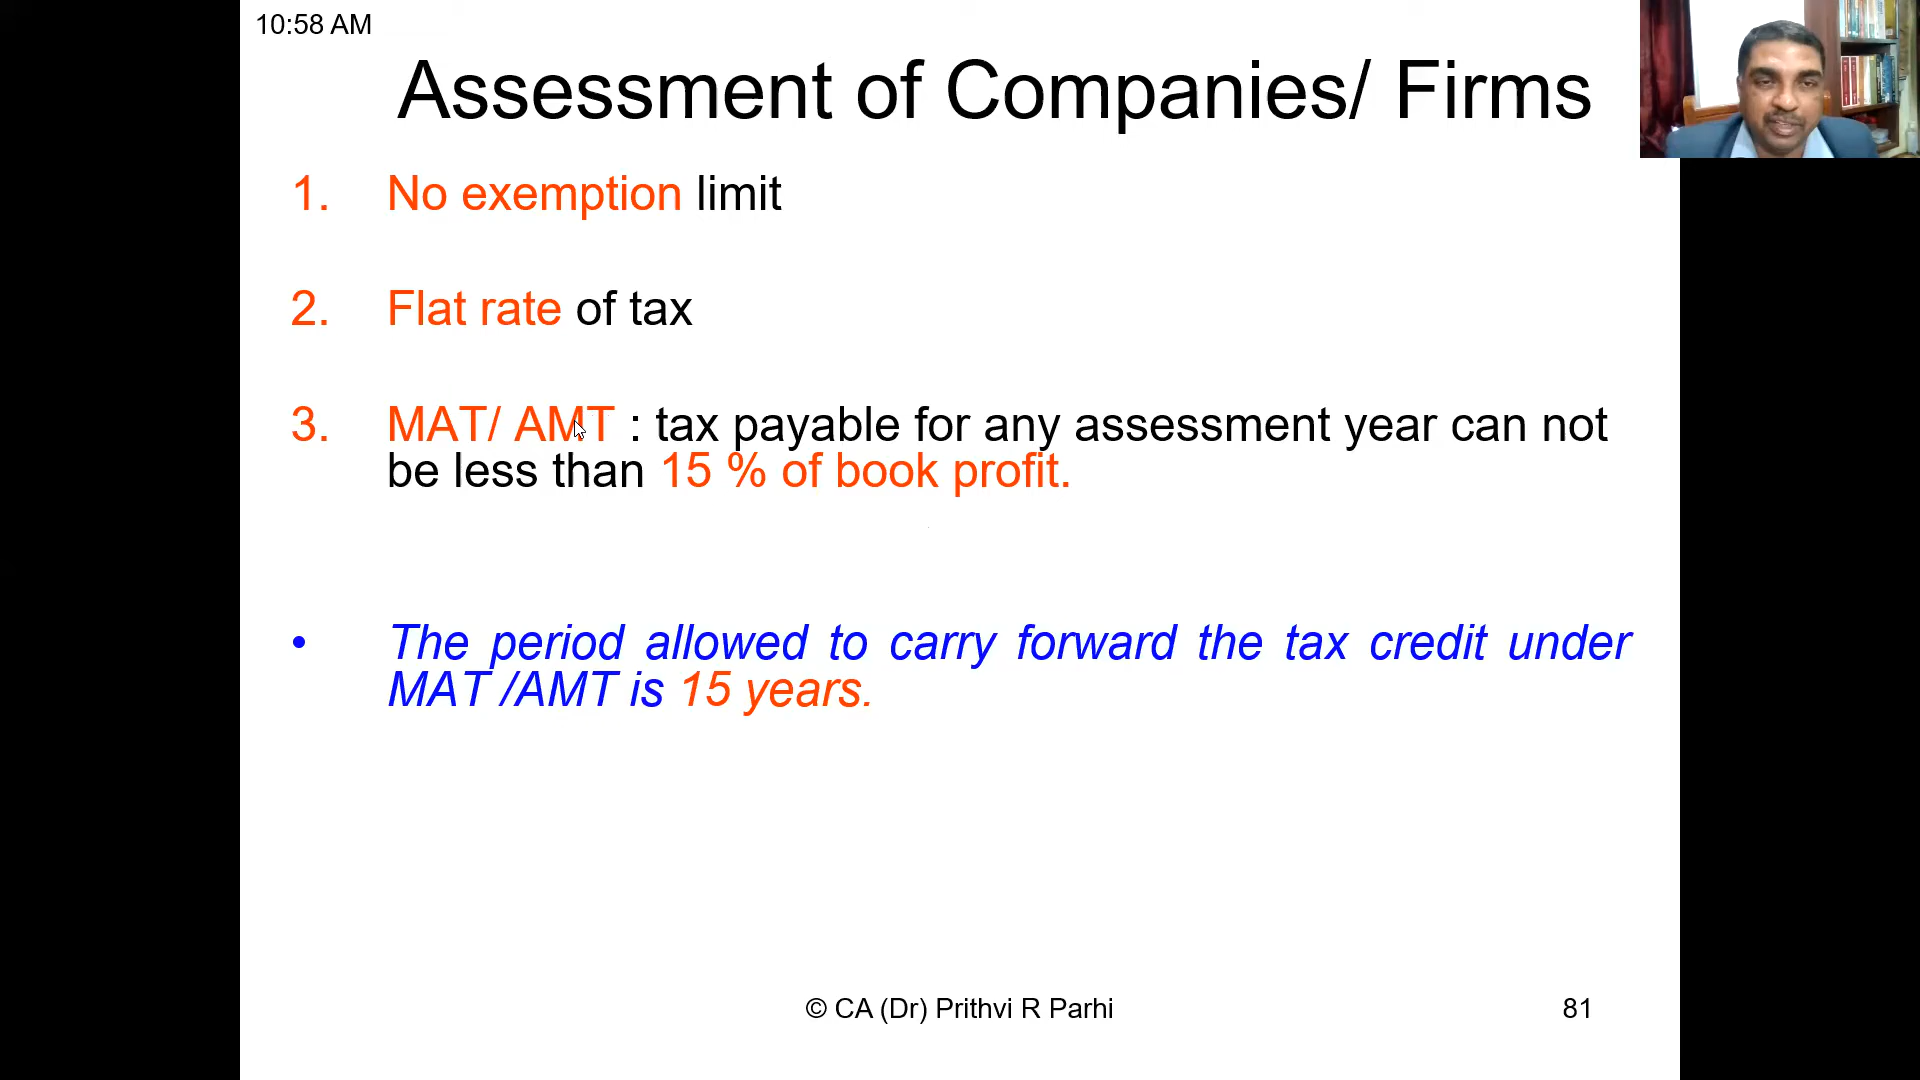 10:58 AM
Assessment of Companies/ Firms
1. No exemption limit
2. Flat rate of tax
3. MAT/ AMT : tax payable for any assessment year can not
be less than 15 % of book profit.
• The period allowed to carry forward the tax credit under
MAT /AMT is 15 years.
© CA (Dr) Prithvi R Parhi
81